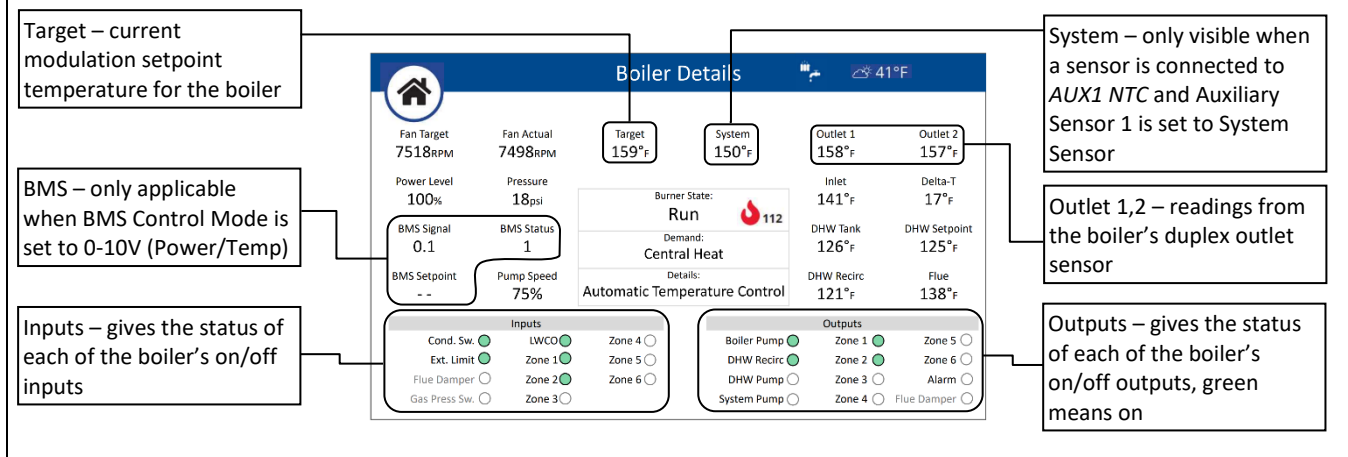 Target – current
modulation setpoint
temperature for the boiler
System – only visible when
a sensor is connected to
AUX1 NTC and Auxiliary
Sensor 1 is set to System
Sensor
BMS – only applicable
when BMS Control Mode is
set to 0-10V (Power/Temp)
Outlet 1,2 – readings from
the boiler’s duplex outlet
sensor
Inputs – gives the status of
each of the boiler’s on/off
inputs
Outputs – gives the status
of each of the boiler’s
on/off outputs, green
means on
Boiler Details 41°F
Fan Target Fan Actual Target System Outlet 1 Outlet 2
7518RPM 7498RPM 159°F 150°F 158°F 157°F
Power Level Pressure Inlet Delta-T
100% 18psi 141°F 17°F
Burner State:
Run 112
BMS Signal BMS Status DHW Tank DHW Setpoint
0.1 1 126°F 125°F
Demand:
Central Heat
BMS Setpoint Pump Speed Details: DHW Recirc Flue
- - 75% Automatic Temperature Control 121°F 138°F
Inputs
Cond. Sw. LWCO Zone 4
Ext. Limit Zone 1 Zone 5
Flue Damper Zone 2 Zone 6
Gas Press Sw. Zone 3
Outputs
Boiler Pump Zone 1 Zone 5
DHW Recirc Zone 2 Zone 6
DHW Pump Zone 3 Alarm
System Pump Zone 4 Flue Damper